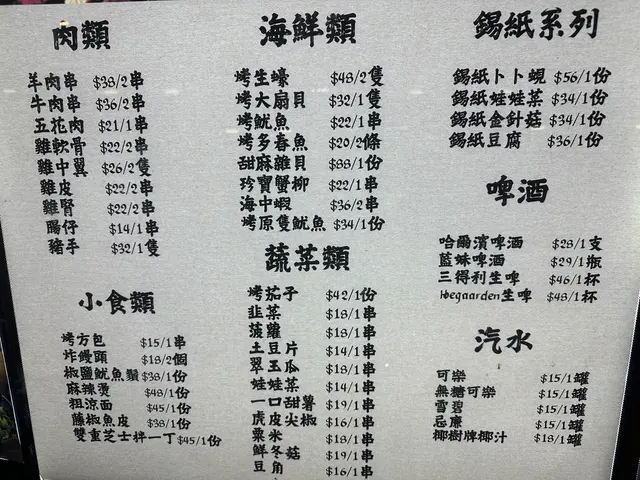 肉類
羊肉串 $38/2串
牛肉串 $36/2串
五花肉 $21/1串
雞軟骨 $22/2串
雞中翼 $26/2隻
雞皮 $22/2串
雞腎 $22/2串
腸仔 $14/1串
豬手 $32/1隻
小食類
烤方包 $15/1串
炸饅頭 $18/2個
椒鹽魷魚鬚 $38/1份
麻辣燙 $48/1份
粗涼面 $45/1份
藤椒魚皮 $38/1份
雙重芝士拌一丁 $45/1份
海鮮類
烤生蠔 $48/2隻
烤大扇貝 $32/1隻
烤魷魚 $22/1串
烤多春魚 $20/2條
甜麻雜貝 $88/1份
珍寶蟹柳 $22/1串
海中蝦 $36/2串
烤原隻魷魚 $34/1份
蔬菜類
烤茄子 $42/1份
韭菜 $18/1串
菠蘿 $18/1串
土豆片 $14/1串
翠玉瓜 $18/1串
娃娃菜 $14/1串
一口甜薯 $19/1串
虎皮尖椒 $16/1串
粟米 $18/1串
鮮冬菇 $19/1串
豆角 $16/1串
錫紙系列
錫紙卜卜蜆 $56/1份
錫紙娃娃菜 $34/1份
錫紙金針菇 $34/1份
錫紙豆腐 $36/1份
啤酒
哈爾濱啤酒 $28/1支
藍妹啤酒 $29/1瓶
三得利生啤 $46/1杯
Hoegaarden生啤 $48/1杯
汽水
可樂 $15/1罐
無糖可樂 $15/1罐
雪碧 $15/1罐
忌廉 $15/1罐
椰樹牌椰汁 $18/1罐